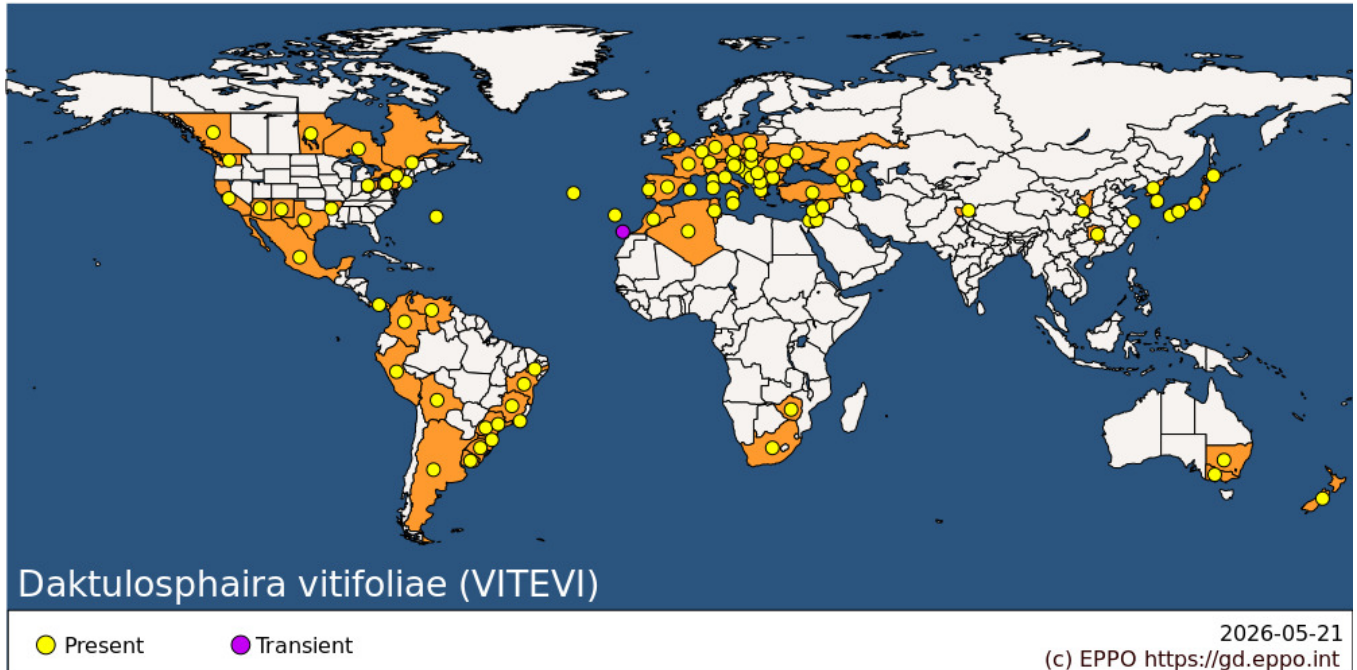 Daktulosphaira vitifoliae (VITEVI)
Present
Transient
2026-05-21
(c) EPPO https://gd.eppo.int